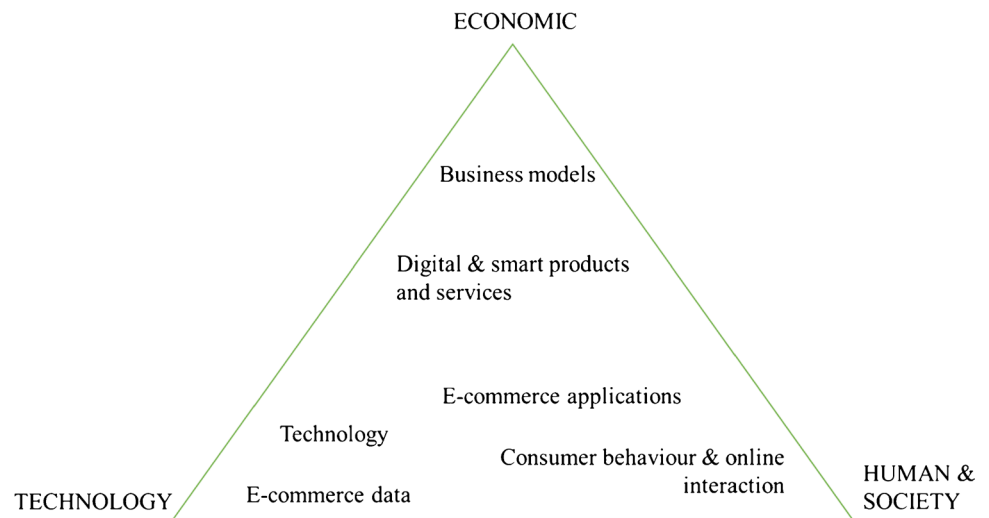 ECONOMIC
Business models
Digital & smart products
and services
E-commerce applications
Technology
Consumer behaviour & online
interaction
E-commerce data
TECHNOLOGY
HUMAN &
SOCIETY